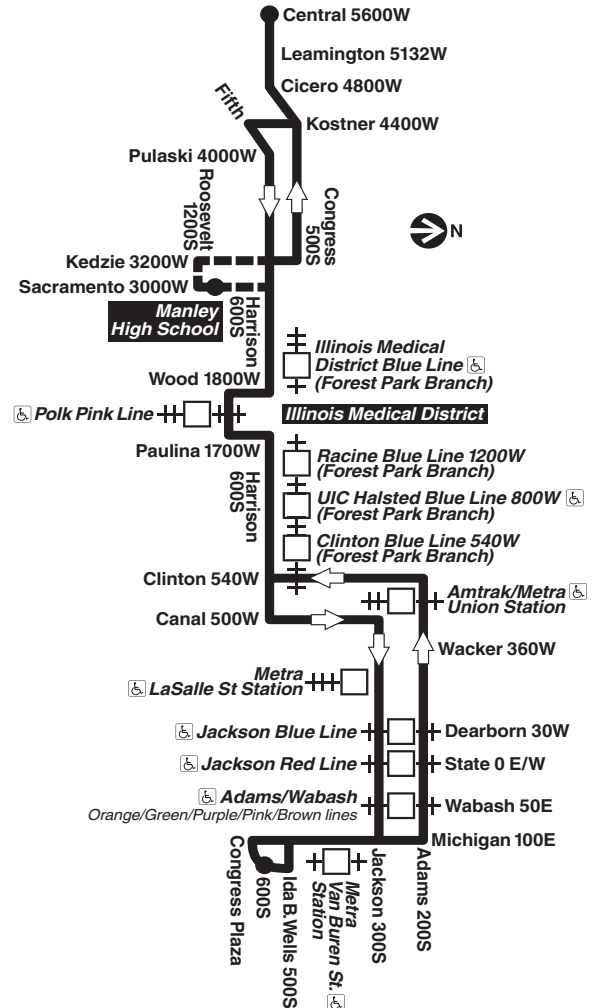 Central 5600W
Leamington 5132W
Cicero 4800W
Fifth
Kostner 4400W
Pulaski 4000W
Roosevelt
1200S
Congress
500S
N
Kedzie 3200W
Sacramento 3000W
Manley
High School
Harrison
600S
Illinois Medical
District Blue Line
(Forest Park Branch)
Wood 1800W
Polk Pink Line
Illinois Medical District
Paulina 1700W
Racine Blue Line 1200W
(Forest Park Branch)
Harrison
600S
UIC Halsted Blue Line 800W
(Forest Park Branch)
Clinton Blue Line 540W
(Forest Park Branch)
Clinton 540W
Amtrak/Metra
Union Station
Canal 500W
Wacker 360W
Metra
LaSalle St Station
Jackson Blue Line
Dearborn 30W
Jackson Red Line
State 0 E/W
Adams/Wabash
Orange/Green/Purple/Pink/Brown lines
Wabash 50E
Michigan 100E
Congress Plaza
600S
Ida B.Wells 500S
Metra
Van Buren St.
Station
Jackson 300S
Adams 200S